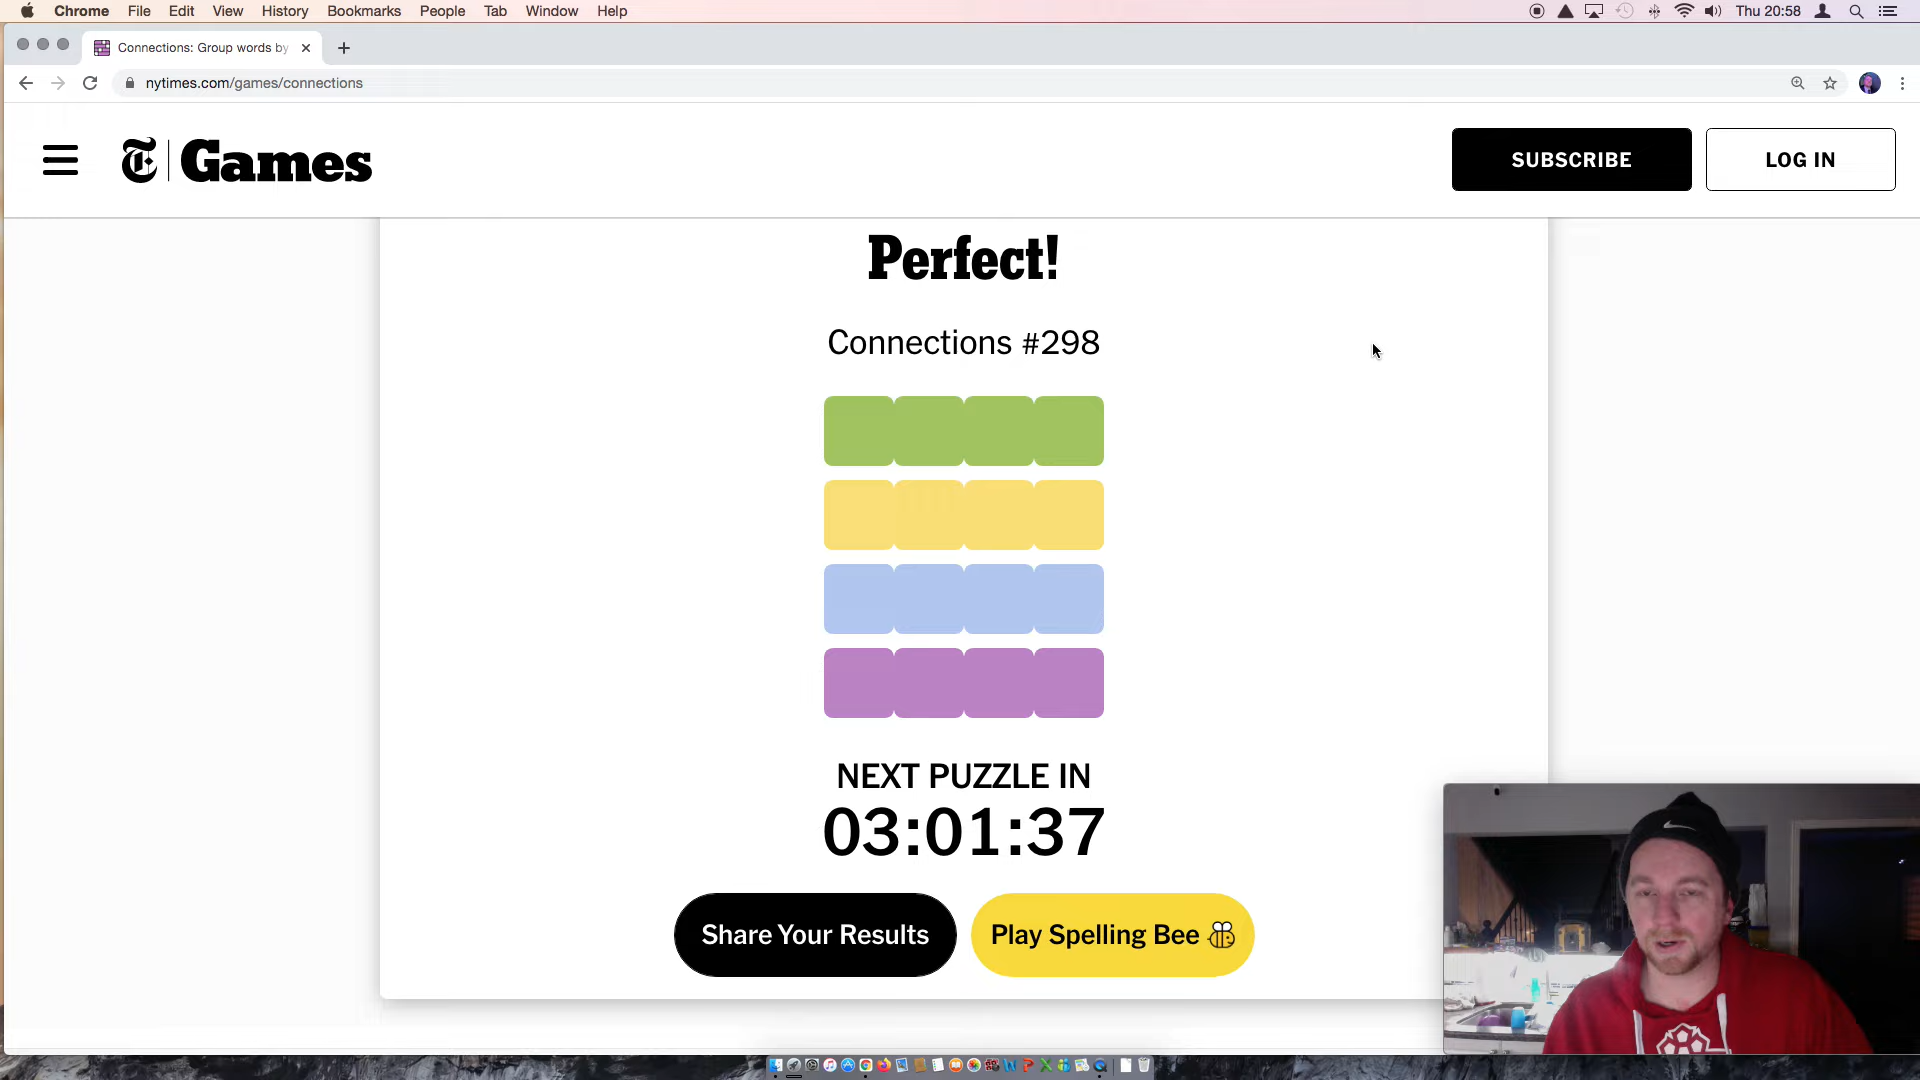 Chrome File Edit View History Bookmarks People Tab Window Help Thu 20:58
Connections: Group words by
nytimes.com/games/connections
T Games SUBSCRIBE LOG IN
Perfect!
Connections #298
NEXT PUZZLE IN
03:01:37
Share Your Results Play Spelling Bee